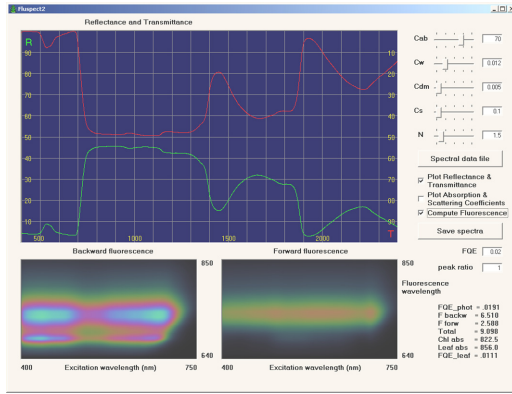 Fluspect2
Reflectance and Transmittance
R
90
80
70
60
50
40
30
20
10
10
20
30
40
50
60
70
80
90
T
500
1000
1500
2000
Cab 70
Cw 0.012
Cdm 0.005
Cs 0.1
N 1.5
Spectral data file
Plot Reflectance &
Transmittance
Plot Absorption &
Scattering Coefficients
Compute Fluorescence
Save spectra
FQE 0.02
peak ratio 1
Backward fluorescence
Forward fluorescence
850
850
Fluorescence
wavelength
640
640
400
750
400
750
Excitation wavelength (nm)
Excitation wavelength (nm)
FQE_phot = .0191
F backw = 6.510
F forw = 2.588
Total = 9.098
Chl abs = 822.5
Leaf abs = 856.0
FQE_leaf = .0111